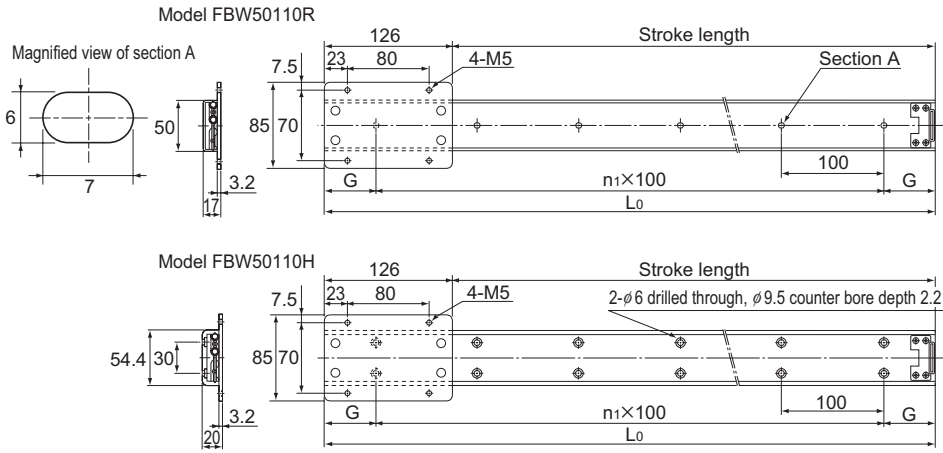 Model FBW50110R
Magnified view of section A
6
7
50
3.2
17
126
Stroke length
23
80
4-M5
Section A
7.5
85
70
100
G
n1×100
G
L0
Model FBW50110H
126
Stroke length
23
80
4-M5
2-φ6 drilled through, φ9.5 counter bore depth 2.2
7.5
54.4
30
85
70
3.2
20
100
G
n1×100
G
L0